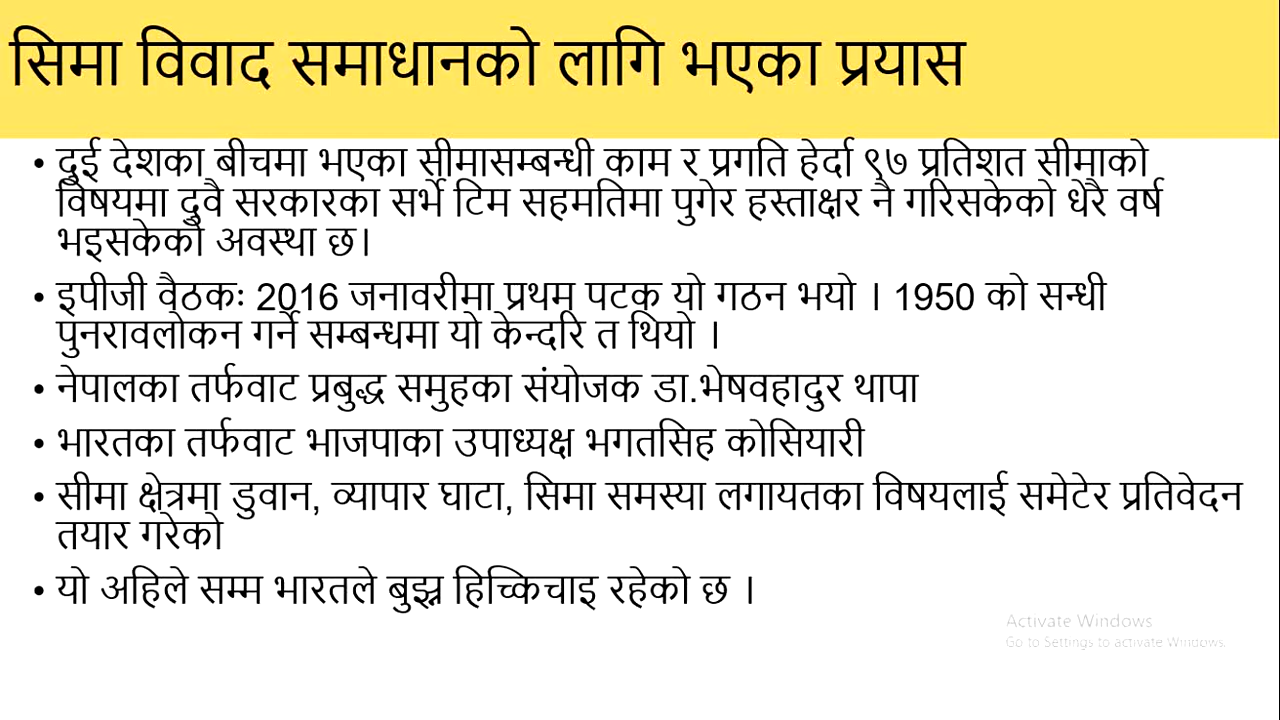 सिमा विवाद समाधानको लागि भएका प्रयास
• दुई देशका बीचमा भएका सीमासम्बन्धी काम र प्रगति हेर्दा ९७ प्रतिशत सीमाको
विषयमा दुवै सरकारका सर्भे टिम सहमतिमा पुगेर हस्ताक्षर नै गरिसकेको धेरै वर्ष
भइसकेको अवस्था छ।
• इपीजी वैठकः 2016 जनावरीमा प्रथम पटक यो गठन भयो । 1950 को सन्धी
पुनरावलोकन गर्ने सम्बन्धमा यो केन्दरि त थियो ।
• नेपालका तर्फवाट प्रबुद्ध समुहका संयोजक डा.भेषवहादुर थापा
• भारतका तर्फवाट भाजपाका उपाध्यक्ष भगतसिह कोसियारी
• सीमा क्षेत्रमा डुवान, व्यापार घाटा, सिमा समस्या लगायतका विषयलाई समेटेर प्रतिवेदन
तयार गरेको
• यो अहिले सम्म भारतले बुझ्न हिच्किचाइ रहेको छ ।
Activate Windows
Go to Settings to activate Windows.